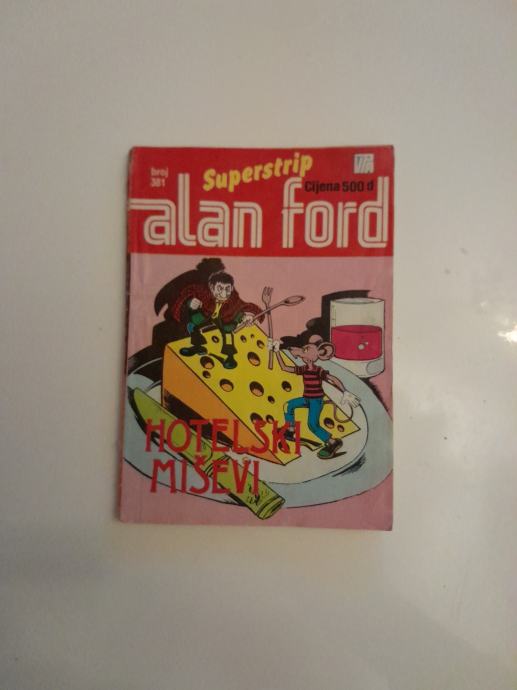 broj
381
Superstrip
Cijena 500 d
alan ford
HOTELSKI
MIŠEVI